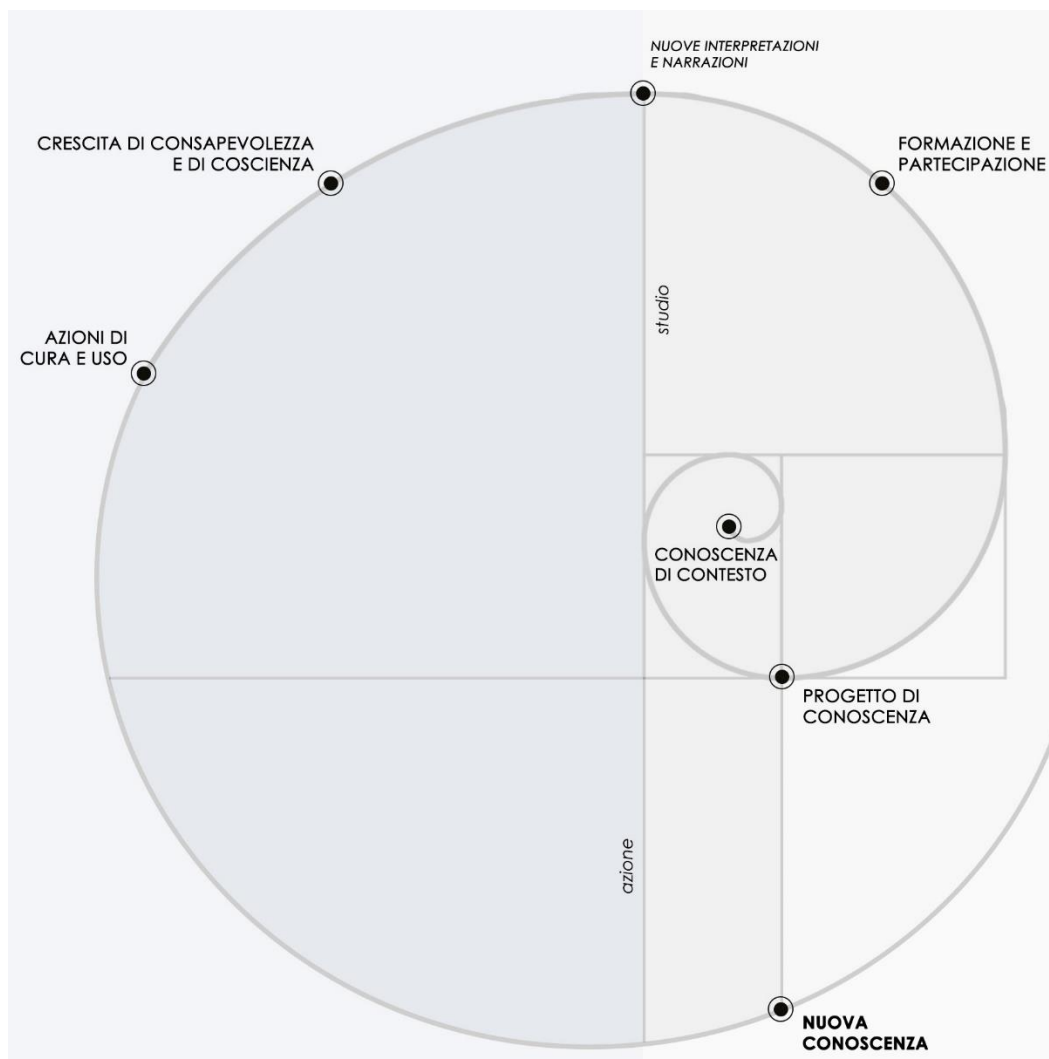 NUOVE INTERPRETAZIONI
E NARRAZIONI
CRESCITA DI CONSAPEVOLEZZA
E DI COSCIENZA
FORMAZIONE E
PARTECIPAZIONE
studio
AZIONI DI
CURA E USO
CONOSCENZA
DI CONTESTO
PROGETTO DI
CONOSCENZA
azione
NUOVA
CONOSCENZA